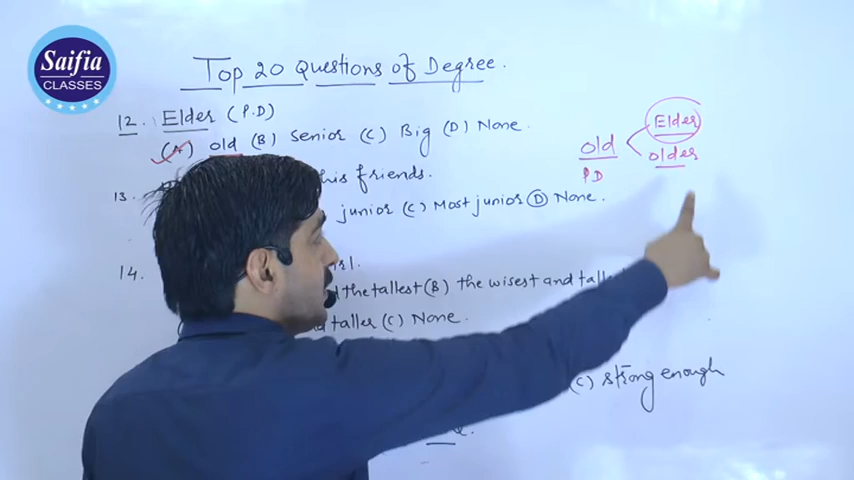 Saifia
CLASSES
Top 20 Questions of Degree.
12. Elder (P.D)
(A) old (B) Senior (C) Big (D) None.
old
P D
Elder
older
13.
his friends.
junior (C) Most junior (D) None.
14.
the tallest (B) the wisest and
taller (C) None.
(C) strong enough